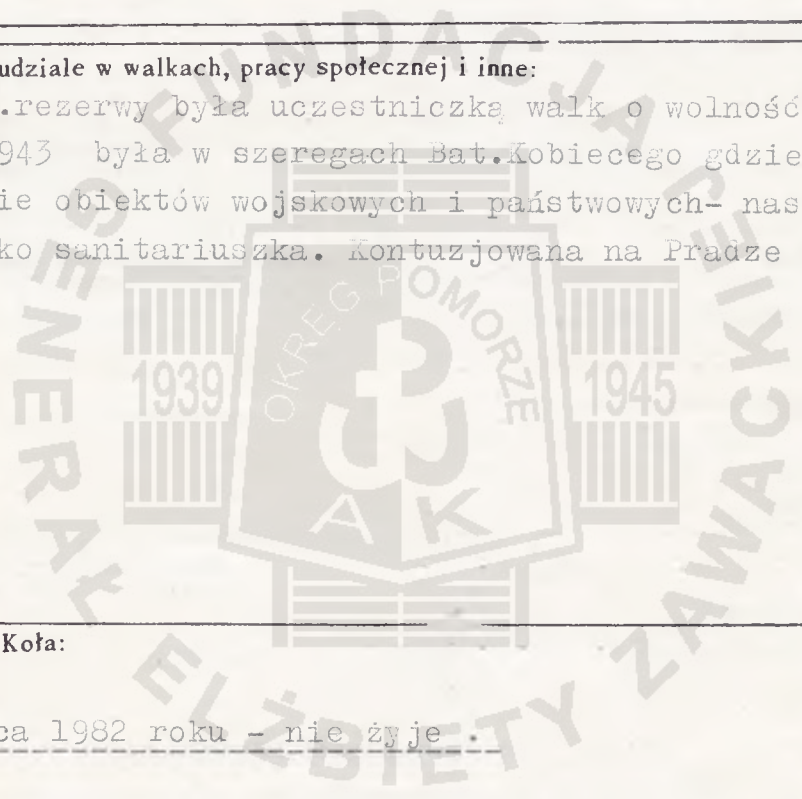 udziale w walkach, pracy społecznej i inne:
.rezerwy była uczestniczką walk o wolność
943 była w szeregach Bat.Kobiecego gdzie
ie obiektów wojskowych i państwowych- nas
ko sanitariuszka. Kontuzjowana na Pradze
Koła:
ca 1982 roku - nie żyje .
FUNDACJA
GENERAŁ ELŻBIETY ZAWACKIEJ
OKRĘG POMORZE
1939
1945
AK